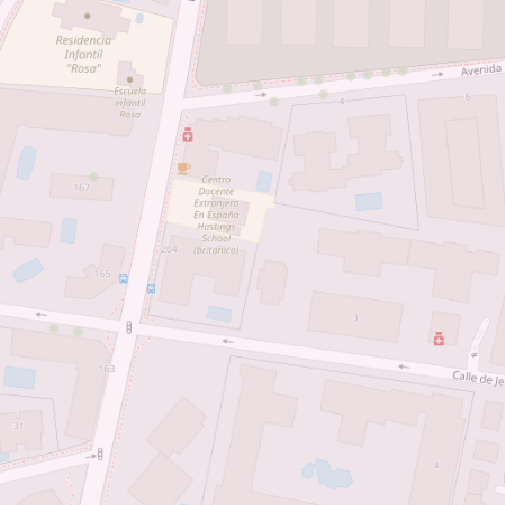 Residencia
Infantil
"Rosa"
Escuela
infantil
Rosa
Avenida
4
6
167
Centro
Docente
Extranjero
En España
Hastings
School
(británico)
204
165
3
163
Calle de Je
31
4